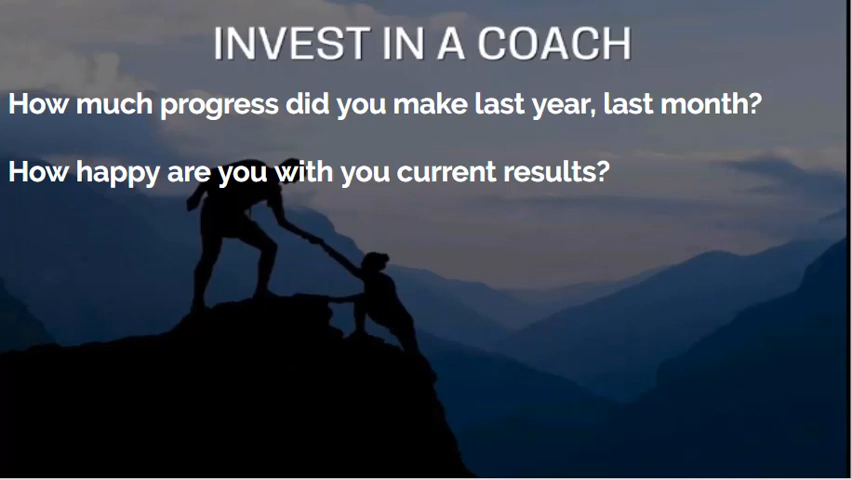 INVEST IN A COACH
How much progress did you make last year, last month?
How happy are you with you current results?